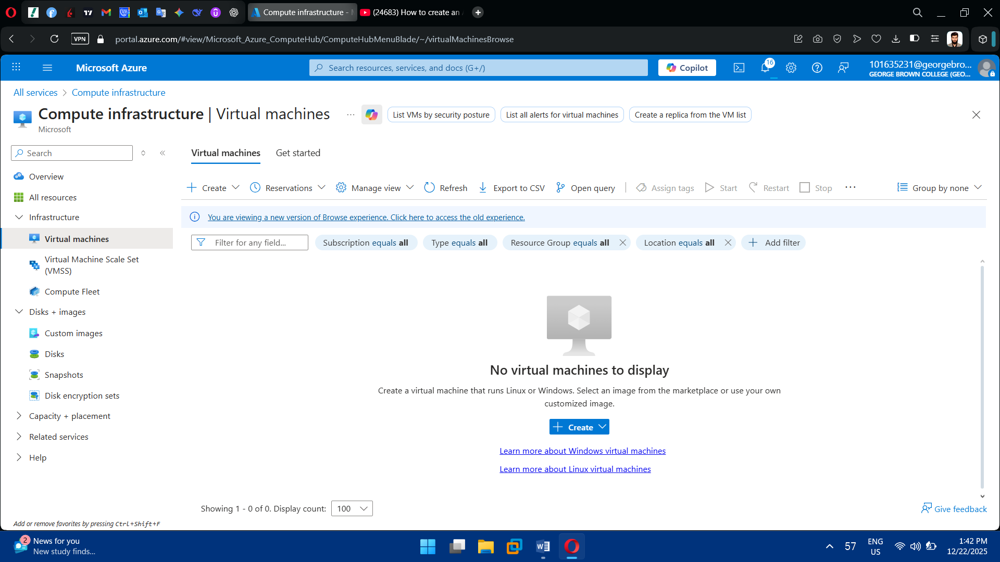 Compute infrastructure - M
(24683) How to create an A
VPN
portal.azure.com/#view/Microsoft_Azure_ComputeHub/ComputeHubMenuBlade/~/virtualMachinesBrowse
Microsoft Azure
Search resources, services, and docs (G+/)
Copilot
16
101635231@georgebro...
GEORGE BROWN COLLEGE (GEO...
All services > Compute infrastructure
Compute infrastructure | Virtual machines
...
List VMs by security posture
List all alerts for virtual machines
Create a replica from the VM list
Microsoft
Search
Overview
All resources
Infrastructure
Virtual machines
Virtual Machine Scale Set
(VMSS)
Compute Fleet
Disks + images
Custom images
Disks
Snapshots
Disk encryption sets
Capacity + placement
Related services
Help
Add or remove favorites by pressing Ctrl+Shift+F
Virtual machines
Get started
Create
Reservations
Manage view
Refresh
Export to CSV
Open query
Assign tags
Start
Restart
Stop
...
Group by none
You are viewing a new version of Browse experience. Click here to access the old experience.
Filter for any field...
Subscription equals all
Type equals all
Resource Group equals all
Location equals all
Add filter
No virtual machines to display
Create a virtual machine that runs Linux or Windows. Select an image from the marketplace or use your own
customized image.
Create
Learn more about Windows virtual machines
Learn more about Linux virtual machines
Showing 1 - 0 of 0. Display count:
100
Give feedback
2
News for you
New study finds...
57
ENG
US
1:42 PM
12/22/2025